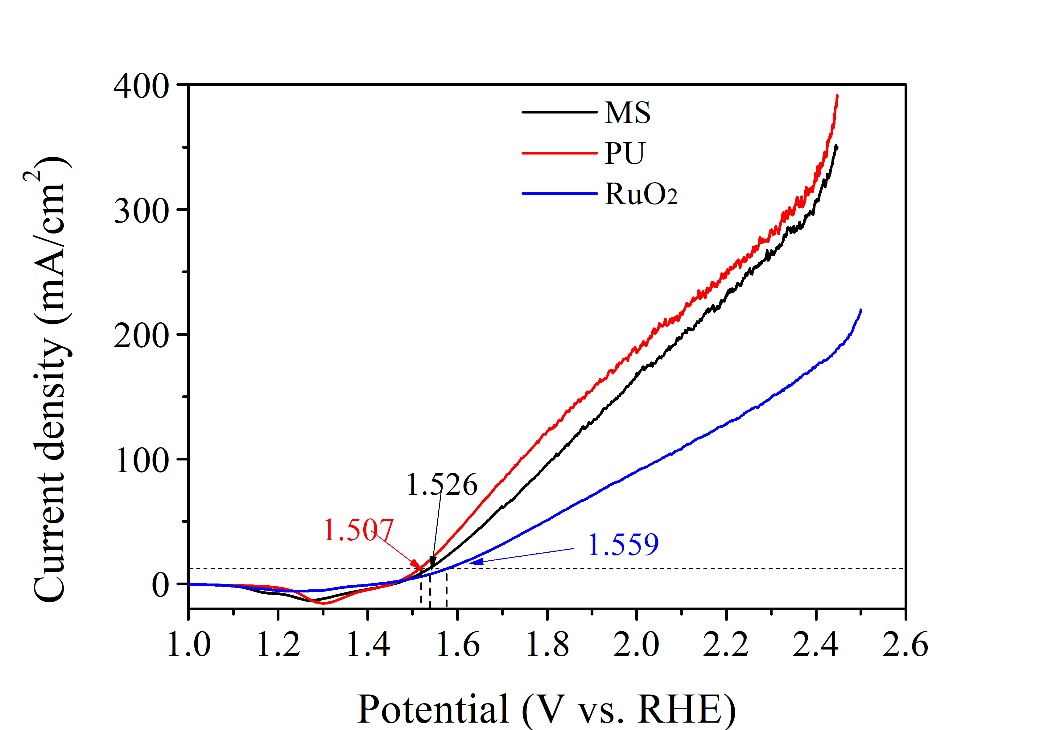 Current density (mA/cm²)
400
300
200
100
0
MS
PU
RuO₂
1.526
1.507
1.559
1.0 1.2 1.4 1.6 1.8 2.0 2.2 2.4 2.6
Potential (V vs. RHE)